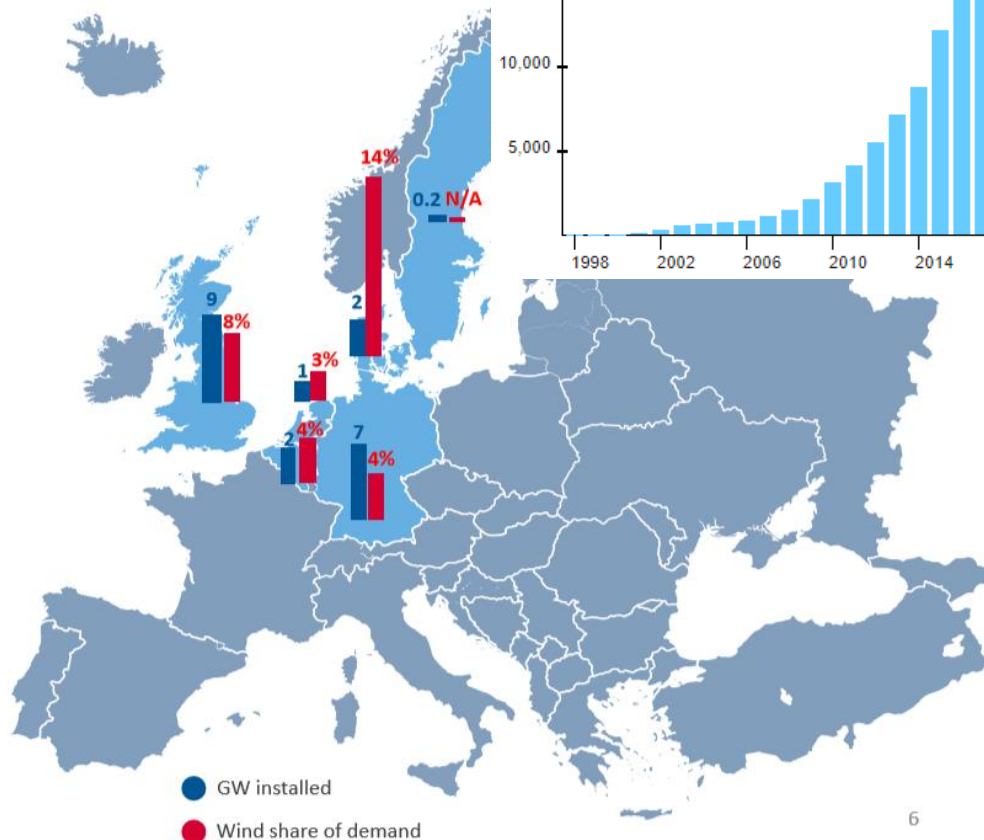 10,000
5,000
1998 2002 2006 2010 2014
14%
0.2 N/A
9
8%
2
1 3%
2 4%
7
4%
GW installed
Wind share of demand
6